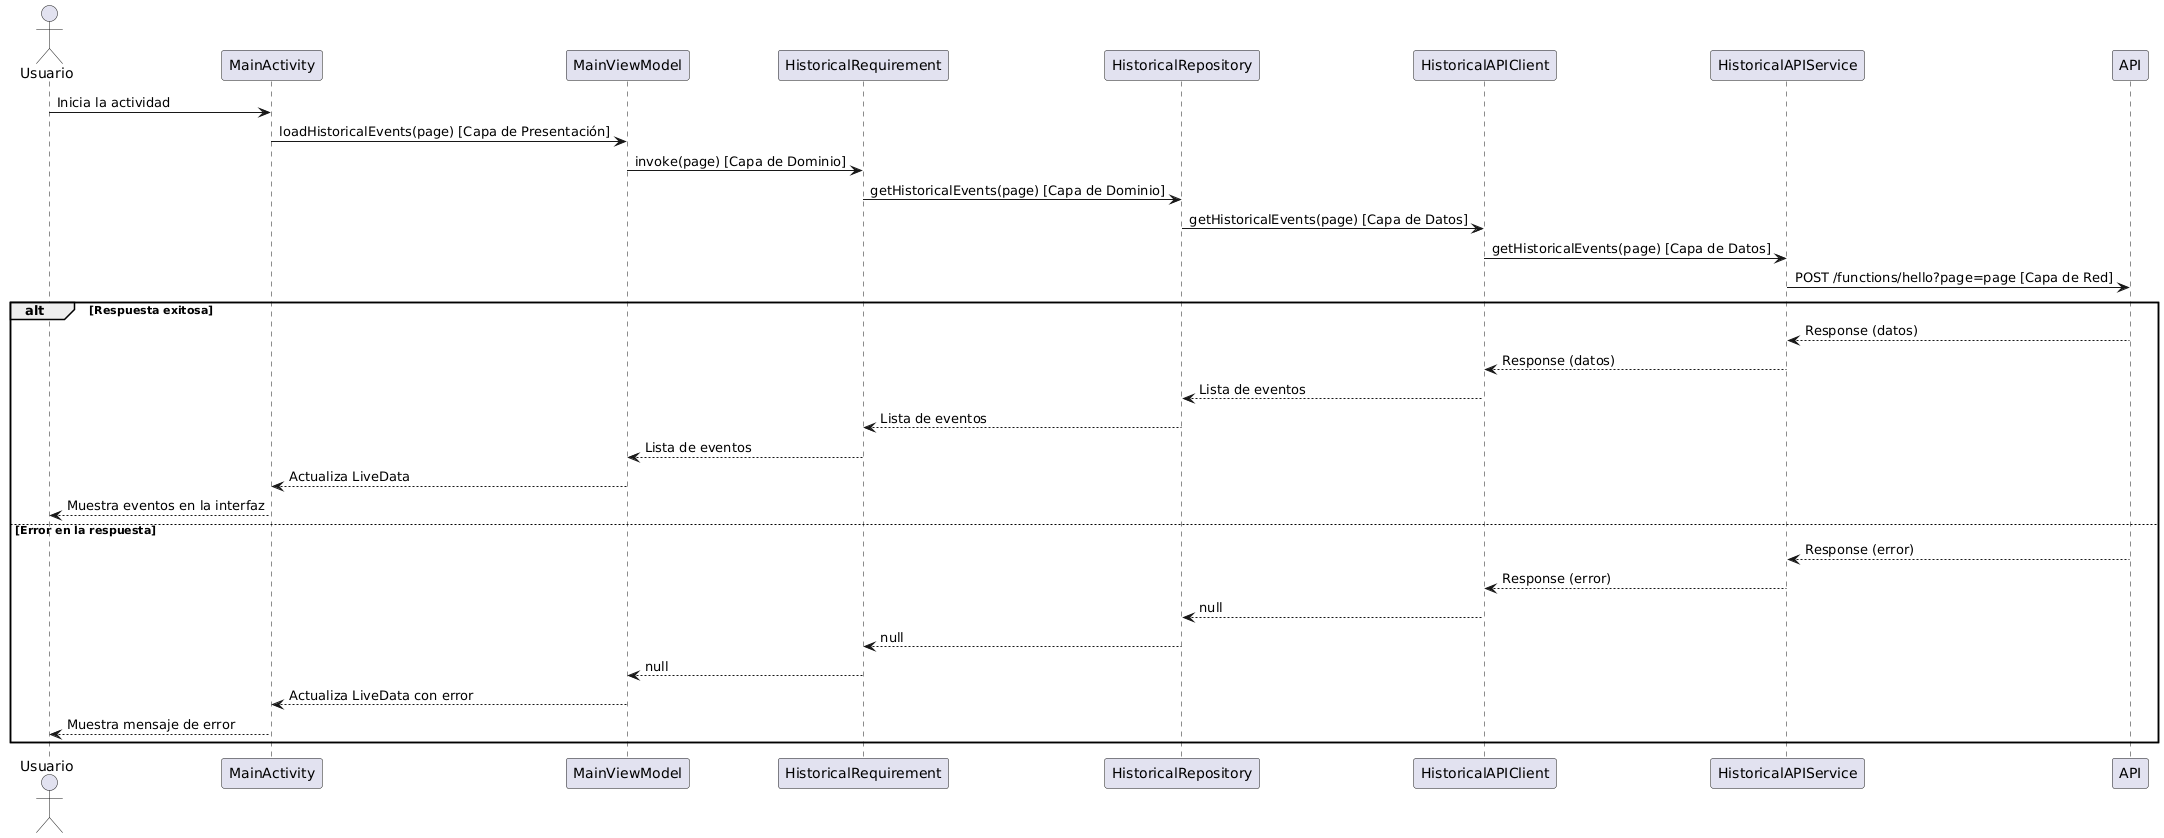 Usuario
MainActivity
MainViewModel
HistoricalRequirement
HistoricalRepository
HistoricalAPIClient
HistoricalAPIService
API
Inicia la actividad
loadHistoricalEvents(page) [Capa de Presentación]
invoke(page) [Capa de Dominio]
getHistoricalEvents(page) [Capa de Dominio]
getHistoricalEvents(page) [Capa de Datos]
getHistoricalEvents(page) [Capa de Datos]
POST /functions/hello?page=page [Capa de Red]
alt
[Respuesta exitosa]
Response (datos)
Response (datos)
Lista de eventos
Lista de eventos
Lista de eventos
Actualiza LiveData
Muestra eventos en la interfaz
[Error en la respuesta]
Response (error)
Response (error)
null
null
null
Actualiza LiveData con error
Muestra mensaje de error
Usuario
MainActivity
MainViewModel
HistoricalRequirement
HistoricalRepository
HistoricalAPIClient
HistoricalAPIService
API